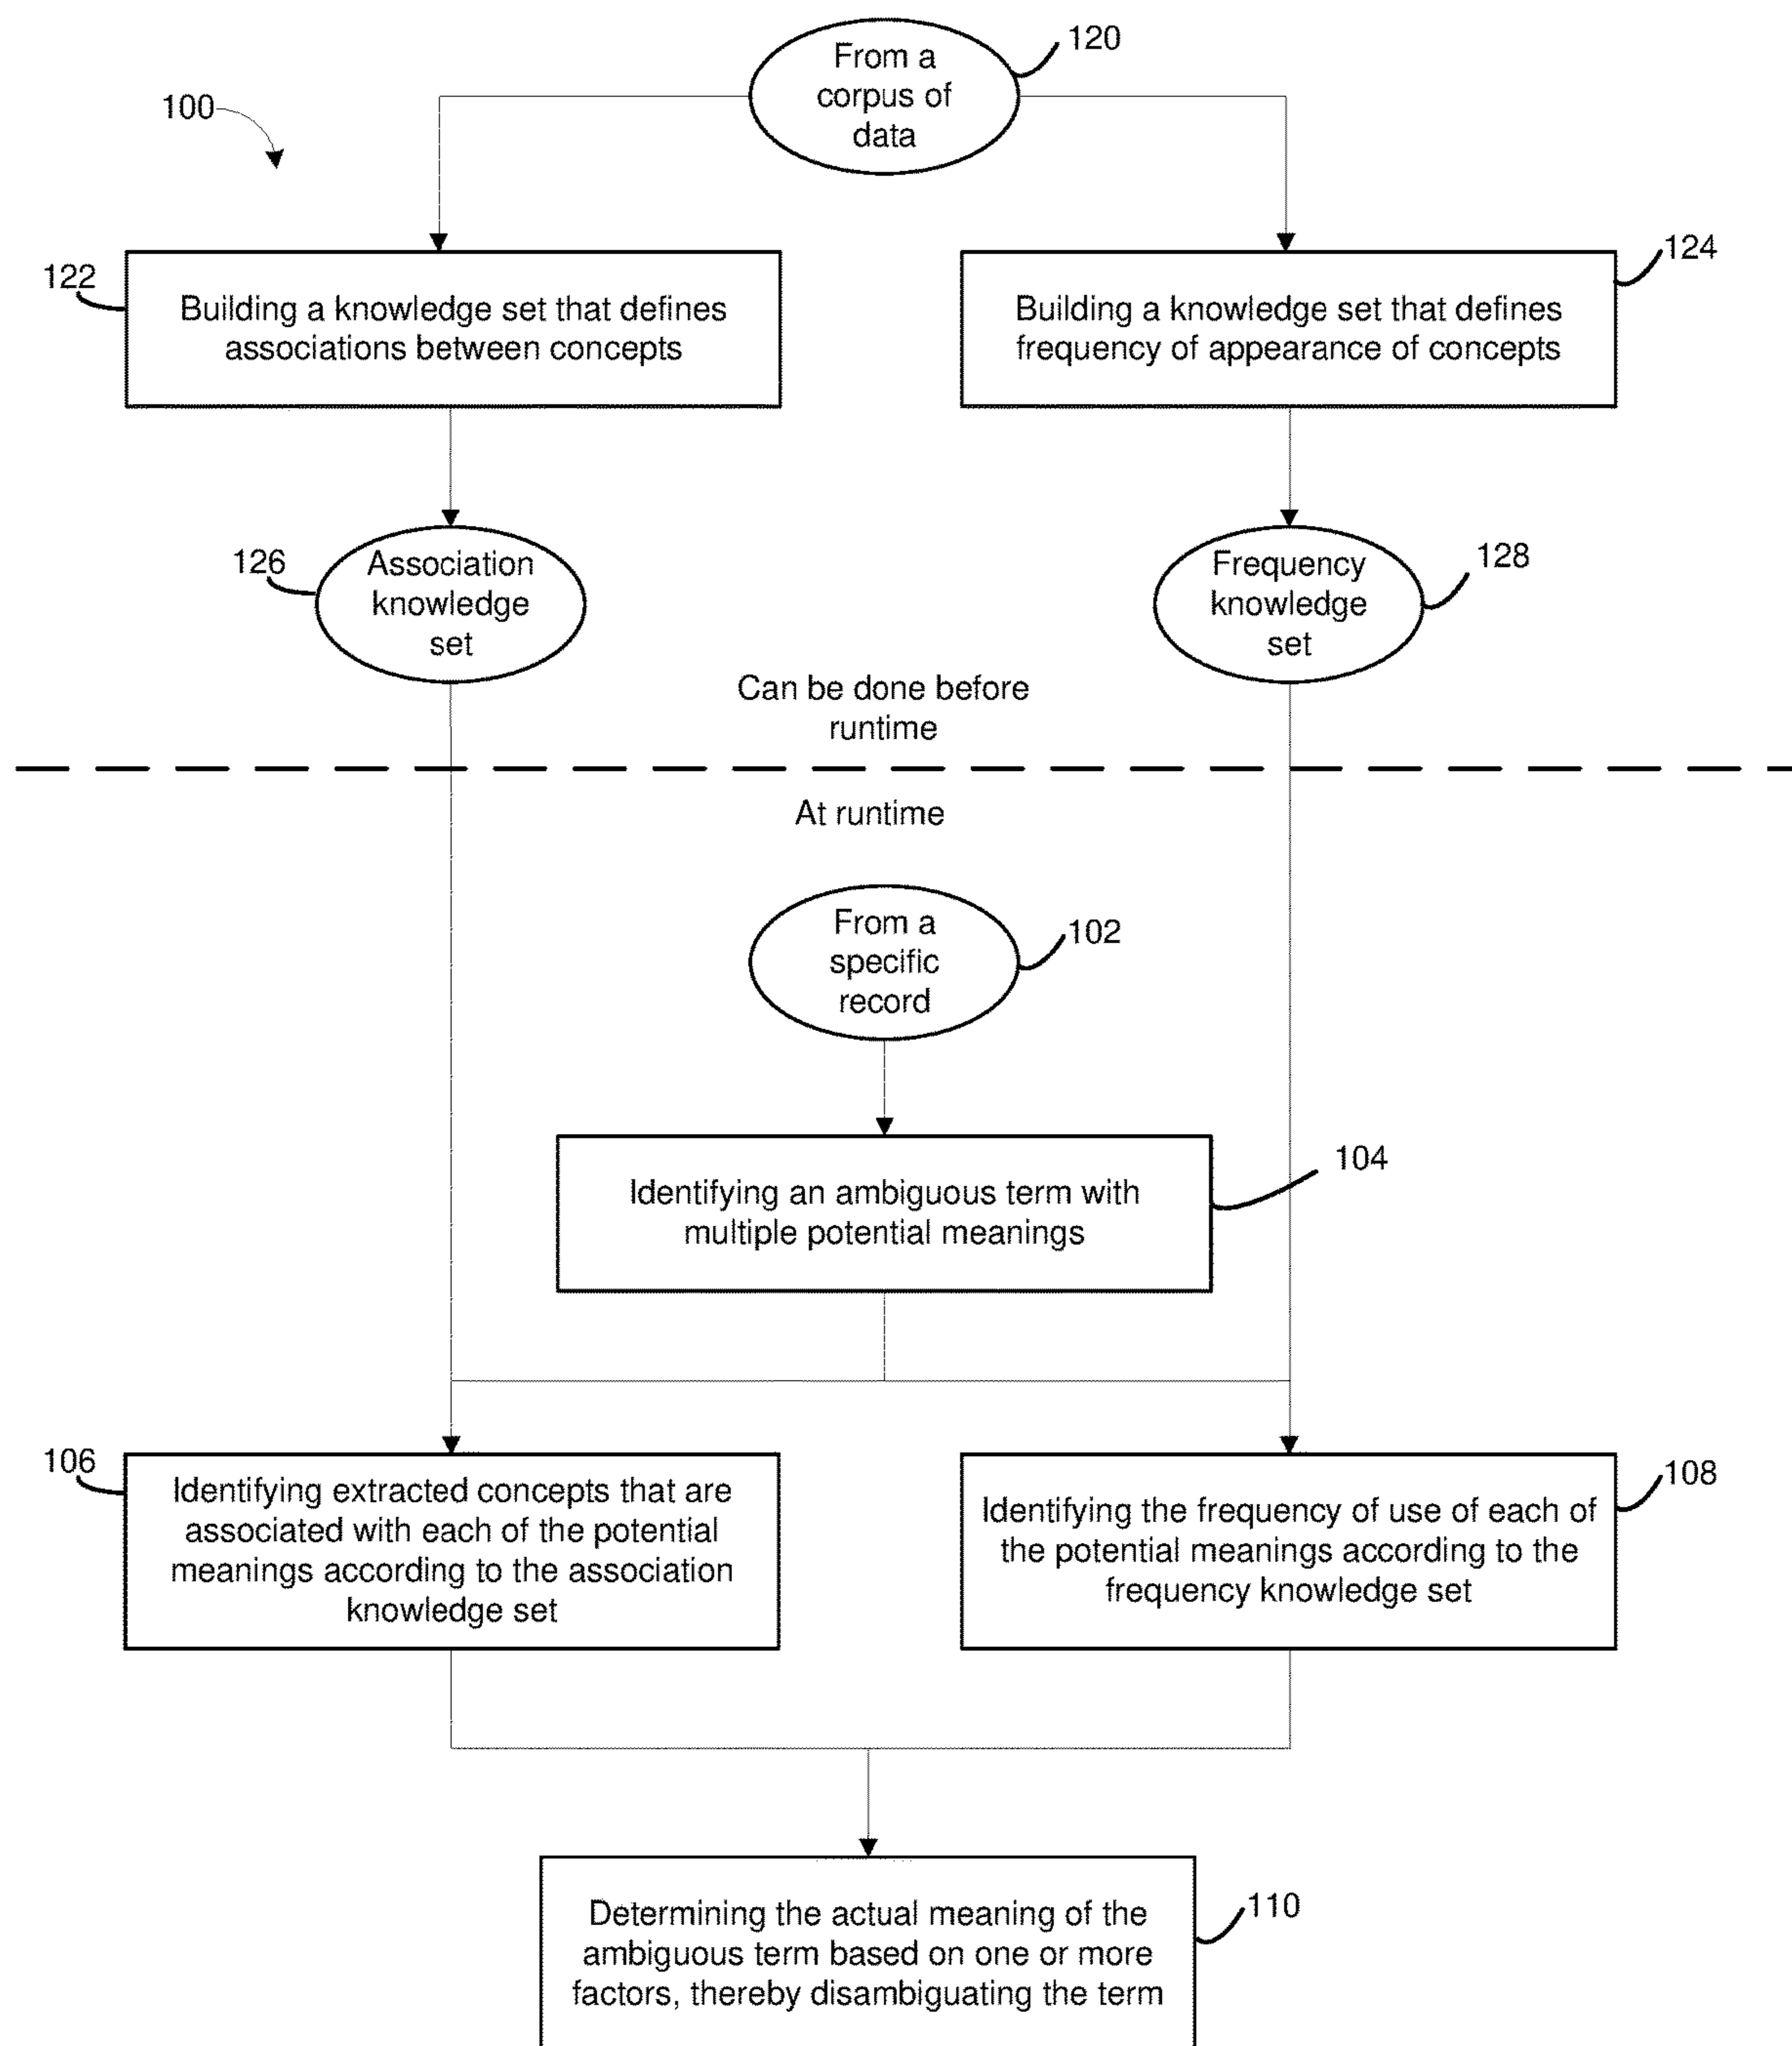 From a
corpus of
data
120
100
122
Building a knowledge set that defines
associations between concepts
124
Building a knowledge set that defines
frequency of appearance of concepts
126
Association
knowledge
set
Frequency
knowledge
set
128
Can be done before
runtime
At runtime
From a
specific
record
102
Identifying an ambiguous term with
multiple potential meanings
104
106
Identifying extracted concepts that are
associated with each of the potential
meanings according to the association
knowledge set
Identifying the frequency of use of each of
the potential meanings according to the
frequency knowledge set
108
Determining the actual meaning of the
ambiguous term based on one or more
factors, thereby disambiguating the term
110